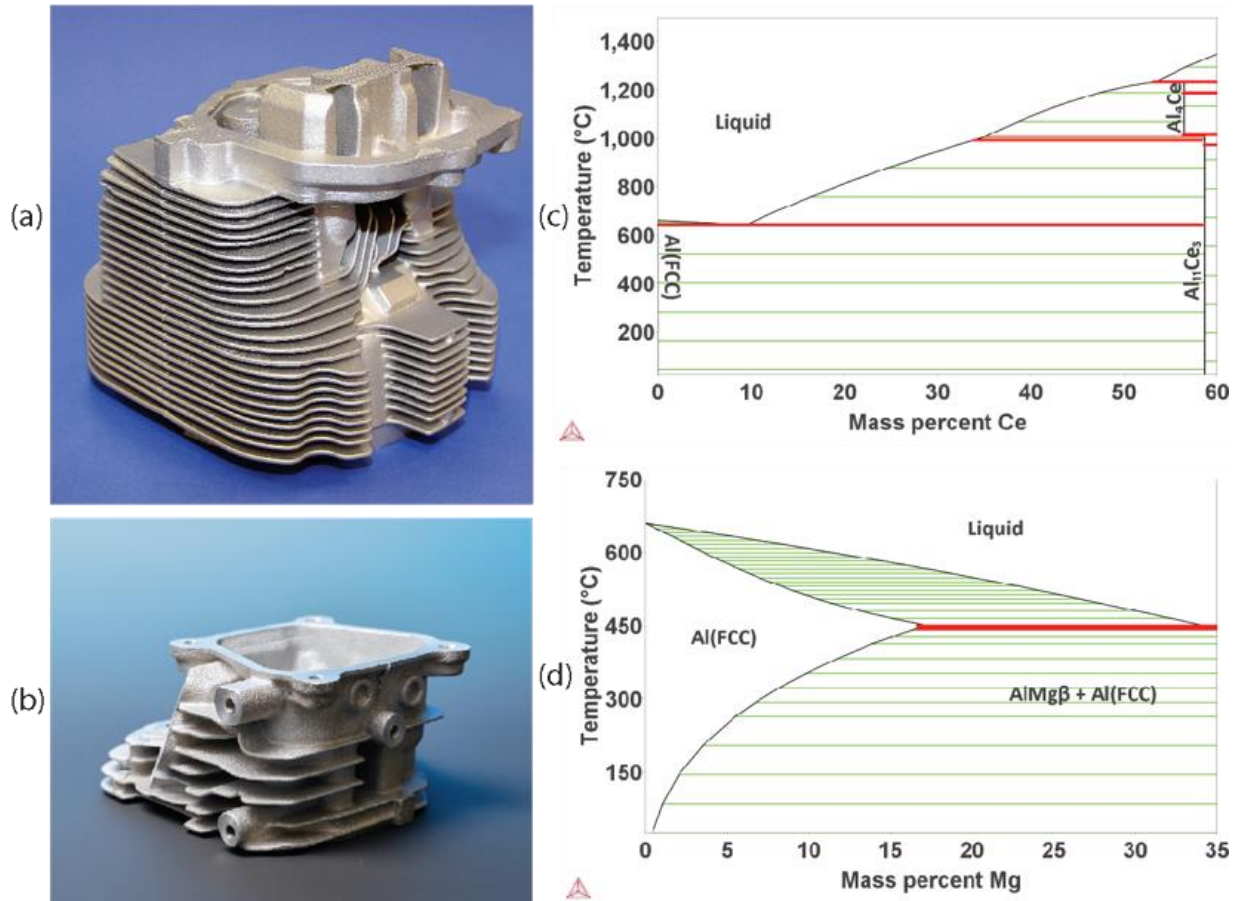 (a)
(b)
(c)
1,400
1,200
1,000
800
600
400
200
Temperature (°C)
Liquid
Al(FCC)
Al₄Ce
Al₁₁Ce₃
0 10 20 30 40 50 60
Mass percent Ce
(d)
750
600
450
300
150
Temperature (°C)
Liquid
Al(FCC)
AlMgβ + Al(FCC)
0 5 10 15 20 25 30 35
Mass percent Mg